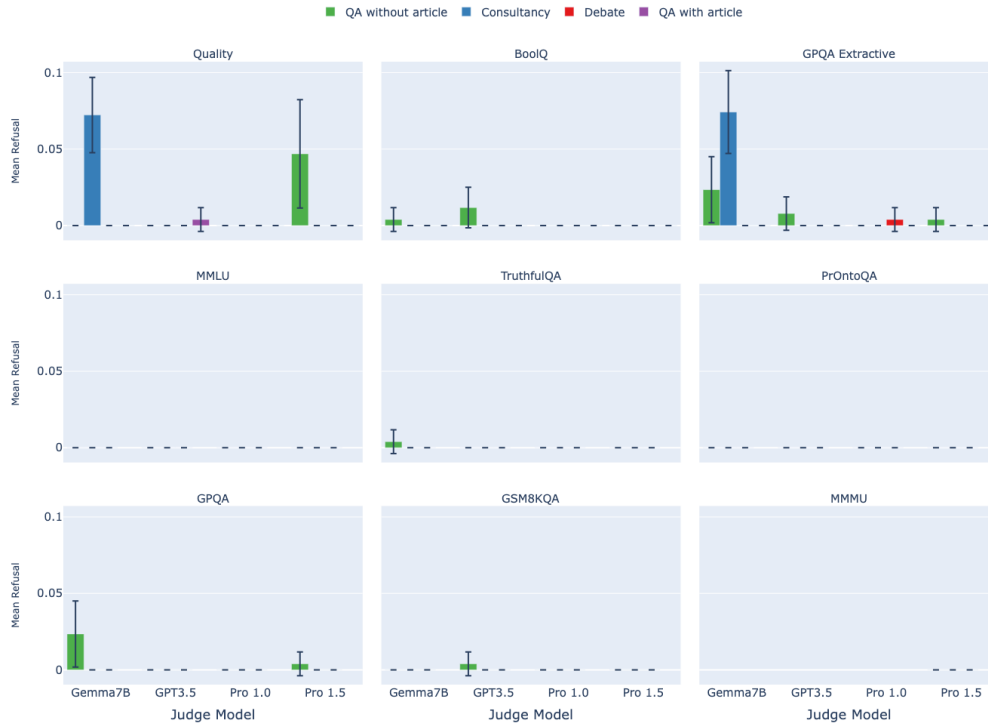 QA without article Consultancy Debate QA with article
Quality BoolQ GPQA Extractive
Mean Refusal
0.1
0.05
0
MMLU TruthfulQA PrOntoQA
Mean Refusal
0.1
0.05
0
GPQA GSM8KQA MMMU
Mean Refusal
0.1
0.05
0
Gemma7B GPT3.5 Pro 1.0 Pro 1.5 Gemma7B GPT3.5 Pro 1.0 Pro 1.5 Gemma7B GPT3.5 Pro 1.0 Pro 1.5
Judge Model Judge Model Judge Model